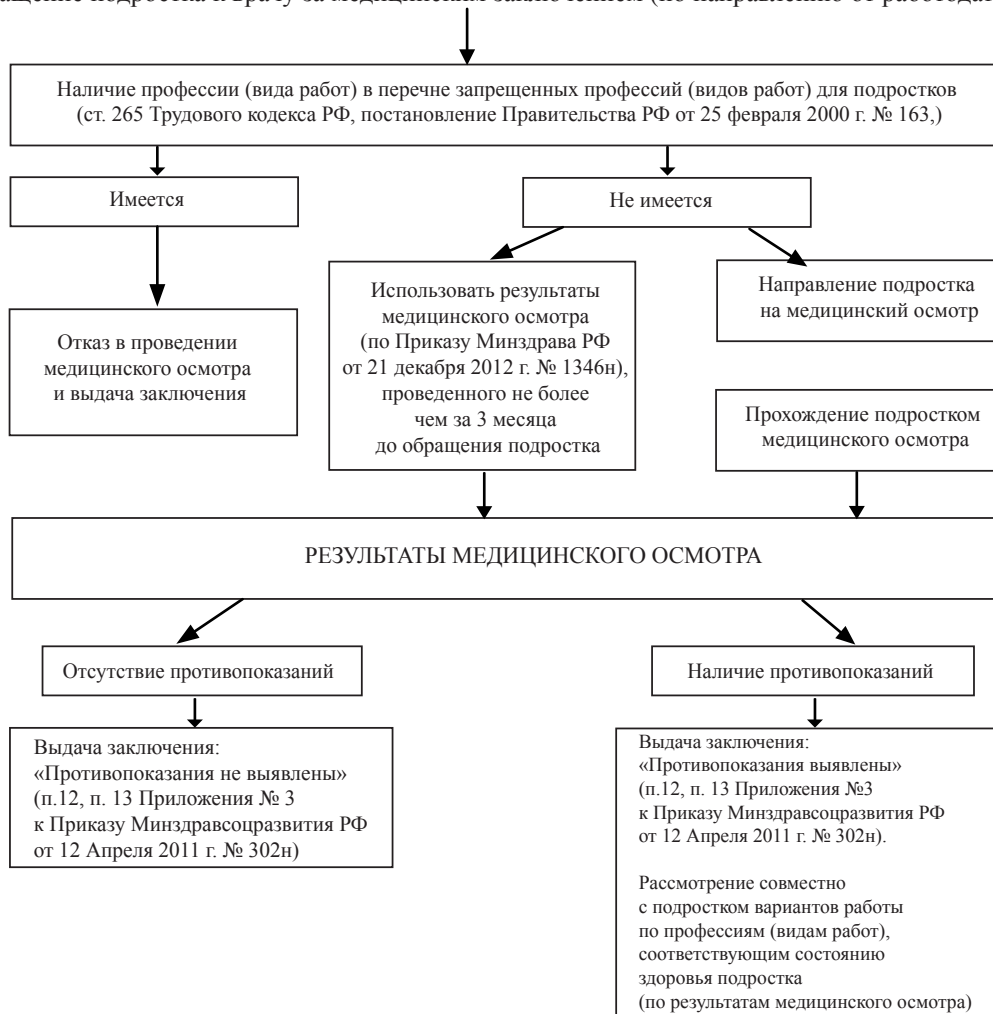 ащение подростка к врачу за медицинским заключением (по направлению от работода
Наличие профессии (вида работ) в перечне запрещенных профессий (видов работ) для подростков
(ст. 265 Трудового кодекса РФ, постановление Правительства РФ от 25 февраля 2000 г. № 163,)
Имеется
Не имеется
Отказ в проведении
медицинского осмотра
и выдача заключения
Использовать результаты
медицинского осмотра
(по Приказу Минздрава РФ
от 21 декабря 2012 г. № 1346н),
проведенного не более
чем за 3 месяца
до обращения подростка
Направление подростка
на медицинский осмотр
Прохождение подростком
медицинского осмотра
РЕЗУЛЬТАТЫ МЕДИЦИНСКОГО ОСМОТРА
Отсутствие противопоказаний
Наличие противопоказаний
Выдача заключения:
«Противопоказания не выявлены»
(п.12, п. 13 Приложения № 3
к Приказу Минздравсоцразвития РФ
от 12 Апреля 2011 г. № 302н)
Выдача заключения:
«Противопоказания выявлены»
(п.12, п. 13 Приложения №3
к Приказу Минздравсоцразвития РФ
от 12 Апреля 2011 г. № 302н).
Рассмотрение совместно
с подростком вариантов работы
по профессиям (видам работ),
соответствующим состоянию
здоровья подростка
(по результатам медицинского осмотра)